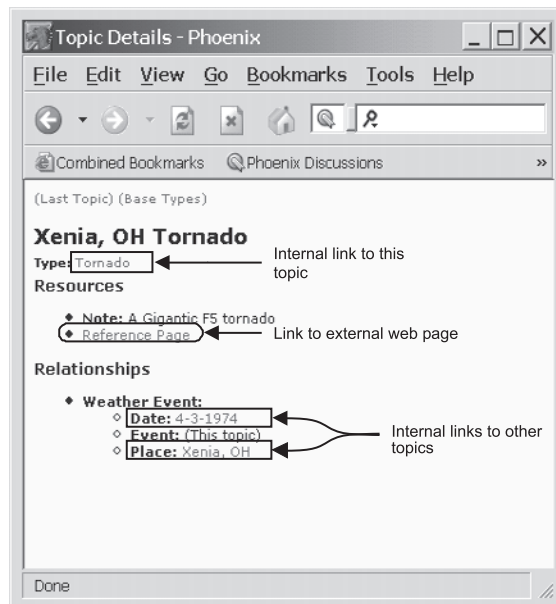 Topic Details - Phoenix
File Edit View Go Bookmarks Tools Help
Combined Bookmarks Phoenix Discussions »
(Last Topic) (Base Types)
Xenia, OH Tornado
Type: Tornado
Internal link to this
topic
Resources
Note: A Gigantic F5 tornado
Reference Page
Link to external web page
Relationships
Weather Event:
Date: 4-3-1974
Event: (This topic)
Place: Xenia, OH
Internal links to other
topics
Done